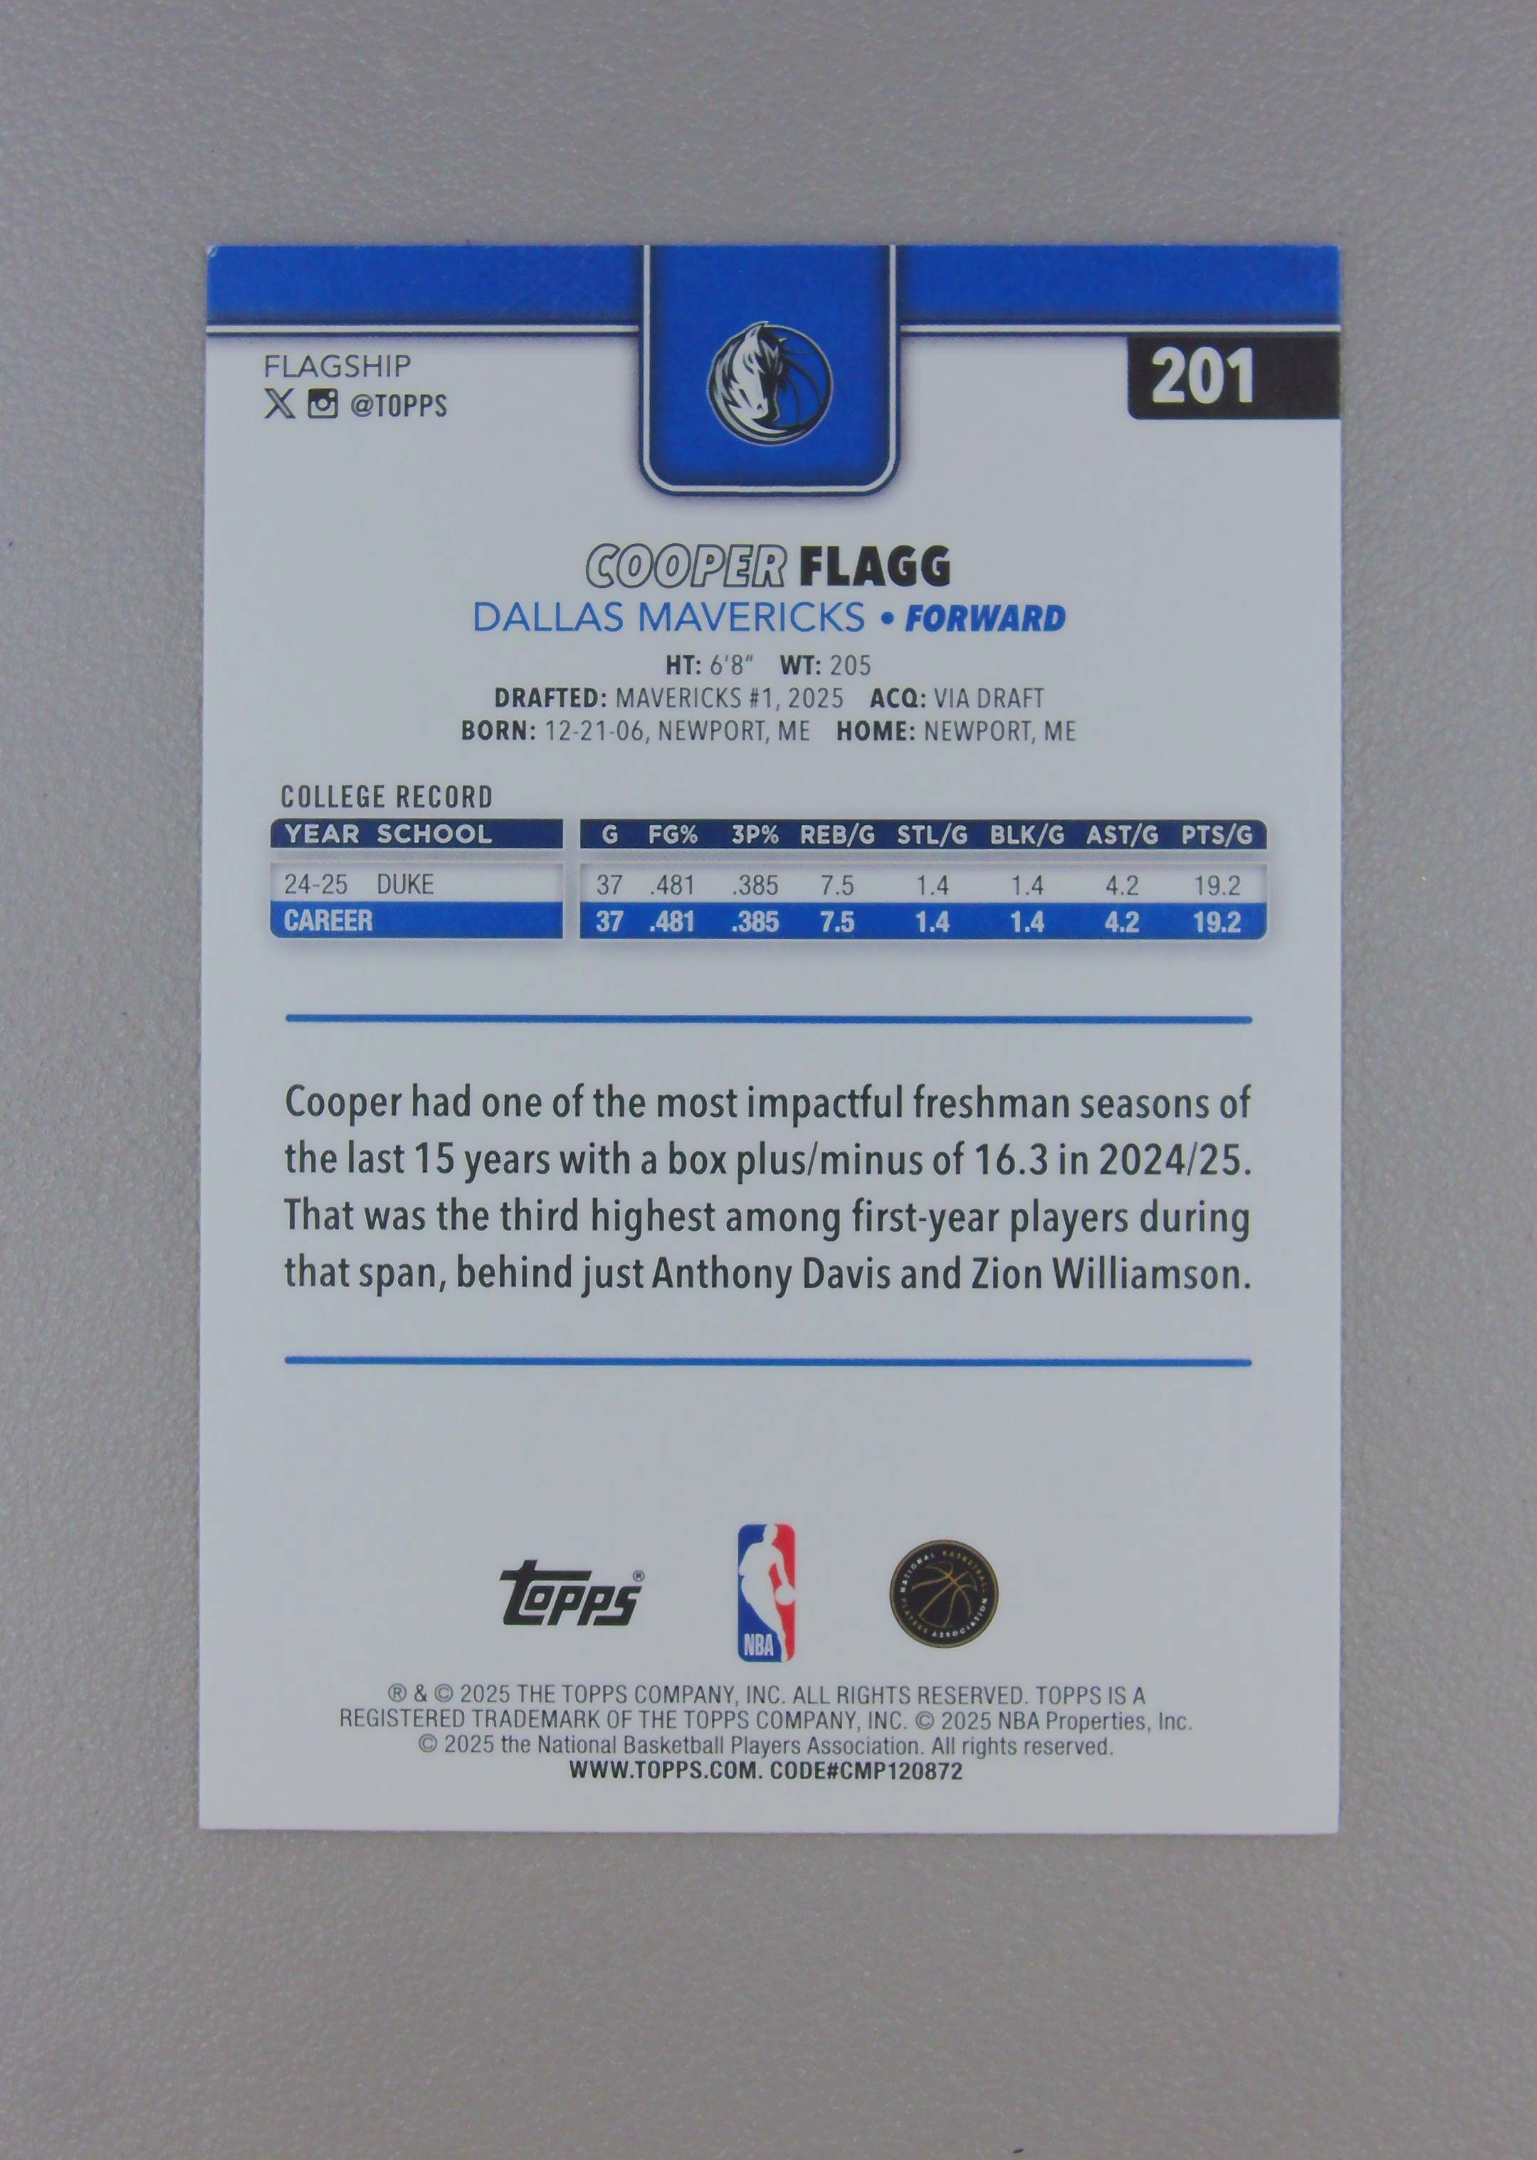 FLAGSHIP
201
X @TOPPS
COOPER FLAGG
DALLAS MAVERICKS • FORWARD
HT: 6'8" WT: 205
DRAFTED: MAVERICKS #1, 2025 ACQ: VIA DRAFT
BORN: 12-21-06, NEWPORT, ME HOME: NEWPORT, ME
COLLEGE RECORD
YEAR SCHOOL G FG% 3P% REB/G STL/G BLK/G AST/G PTS/G
24-25 DUKE 37 .481 .385 7.5 1.4 1.4 4.2 19.2
CAREER 37 .481 .385 7.5 1.4 1.4 4.2 19.2
Cooper had one of the most impactful freshman seasons of
the last 15 years with a box plus/minus of 16.3 in 2024/25.
That was the third highest among first-year players during
that span, behind just Anthony Davis and Zion Williamson.
Topps®
NBA
NATIONAL BASKETBALL PLAYERS ASSOCIATION
® & © 2025 THE TOPPS COMPANY, INC. ALL RIGHTS RESERVED. TOPPS IS A
REGISTERED TRADEMARK OF THE TOPPS COMPANY, INC. © 2025 NBA Properties, Inc.
© 2025 the National Basketball Players Association. All rights reserved.
WWW.TOPPS.COM. CODE#CMP120872